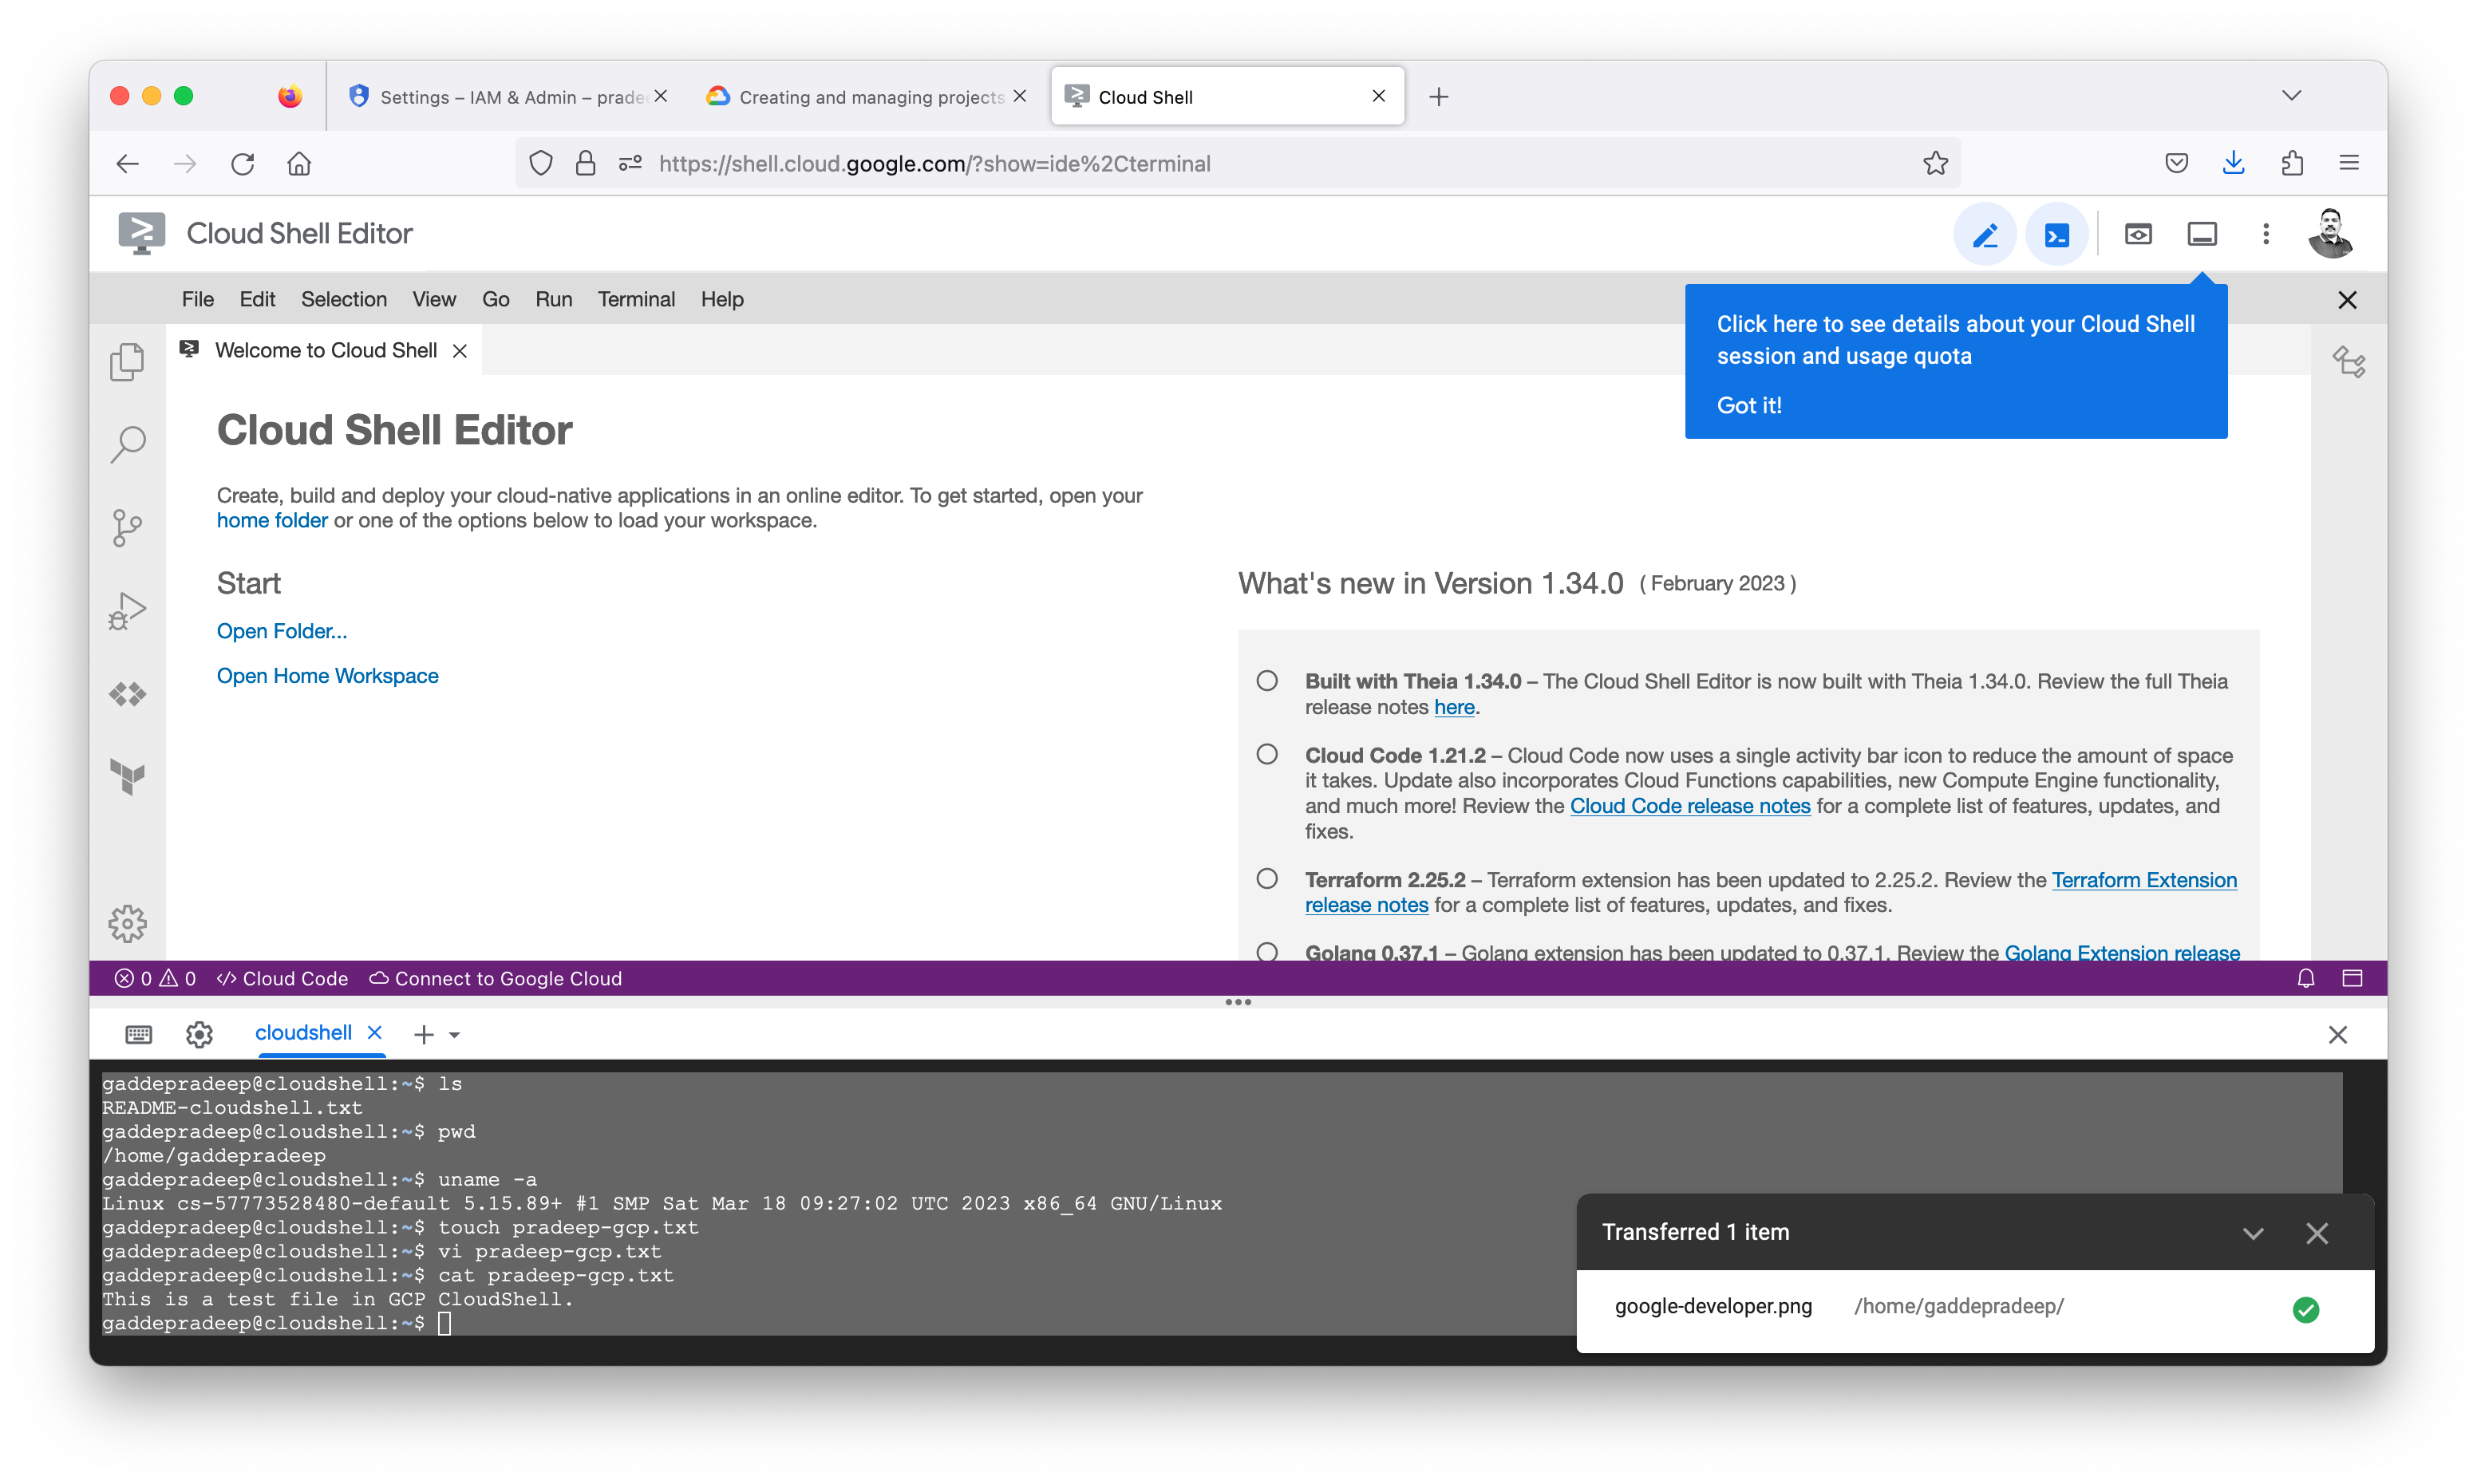 Settings – IAM & Admin – prade
Creating and managing projects
Cloud Shell
https://shell.cloud.google.com/?show=ide%2Cterminal
Cloud Shell Editor
File Edit Selection View Go Run Terminal Help
Click here to see details about your Cloud Shell
session and usage quota
Got it!
Welcome to Cloud Shell
Cloud Shell Editor
Create, build and deploy your cloud-native applications in an online editor. To get started, open your
home folder or one of the options below to load your workspace.
Start
Open Folder...
Open Home Workspace
What's new in Version 1.34.0 ( February 2023 )
Built with Theia 1.34.0 – The Cloud Shell Editor is now built with Theia 1.34.0. Review the full Theia
release notes here.
Cloud Code 1.21.2 – Cloud Code now uses a single activity bar icon to reduce the amount of space
it takes. Update also incorporates Cloud Functions capabilities, new Compute Engine functionality,
and much more! Review the Cloud Code release notes for a complete list of features, updates, and
fixes.
Terraform 2.25.2 – Terraform extension has been updated to 2.25.2. Review the Terraform Extension
release notes for a complete list of features, updates, and fixes.
Golang 0.37.1 – Golang extension has been updated to 0.37.1. Review the Golang Extension release
0 0 </> Cloud Code Connect to Google Cloud
cloudshell
gaddepradeep@cloudshell:~$ ls
README-cloudshell.txt
gaddepradeep@cloudshell:~$ pwd
/home/gaddepradeep
gaddepradeep@cloudshell:~$ uname -a
Linux cs-57773528480-default 5.15.89+ #1 SMP Sat Mar 18 09:27:02 UTC 2023 x86_64 GNU/Linux
gaddepradeep@cloudshell:~$ touch pradeep-gcp.txt
gaddepradeep@cloudshell:~$ vi pradeep-gcp.txt
gaddepradeep@cloudshell:~$ cat pradeep-gcp.txt
This is a test file in GCP CloudShell.
gaddepradeep@cloudshell:~$
Transferred 1 item
google-developer.png /home/gaddepradeep/